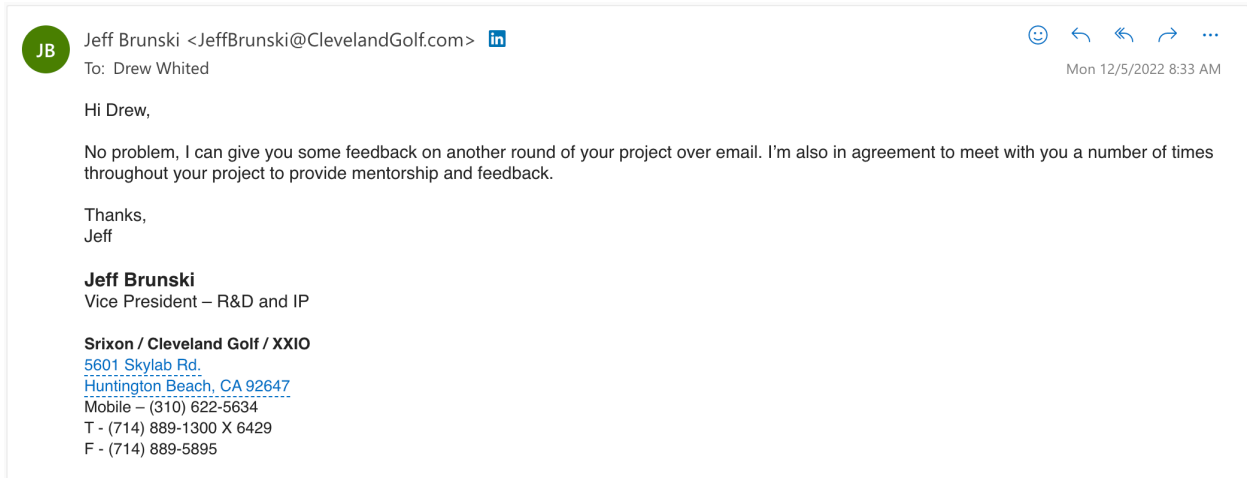 JB
Jeff Brunski <JeffBrunski@ClevelandGolf.com> in
To: Drew Whited
Mon 12/5/2022 8:33 AM
Hi Drew,
No problem, I can give you some feedback on another round of your project over email. I’m also in agreement to meet with you a number of times
throughout your project to provide mentorship and feedback.
Thanks,
Jeff
Jeff Brunski
Vice President – R&D and IP
Srixon / Cleveland Golf / XXIO
5601 Skylab Rd.
Huntington Beach, CA 92647
Mobile – (310) 622-5634
T - (714) 889-1300 X 6429
F - (714) 889-5895